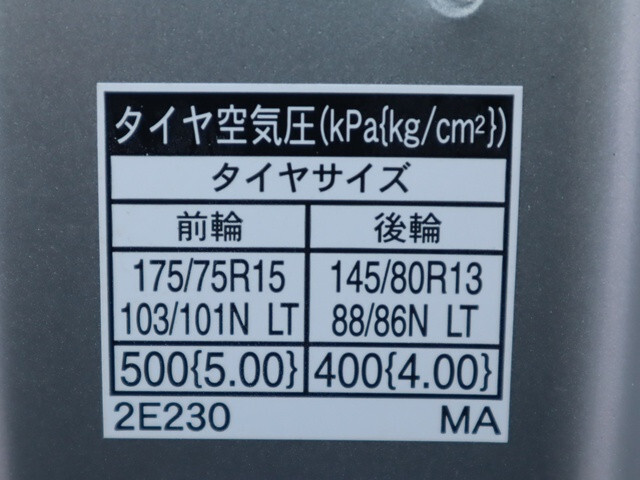 タイヤ空気圧(kPa{kg/cm²})
タイヤサイズ
前輪 後輪
175/75R15 145/80R13
103/101N LT 88/86N LT
500{5.00} 400{4.00}
2E230 MA